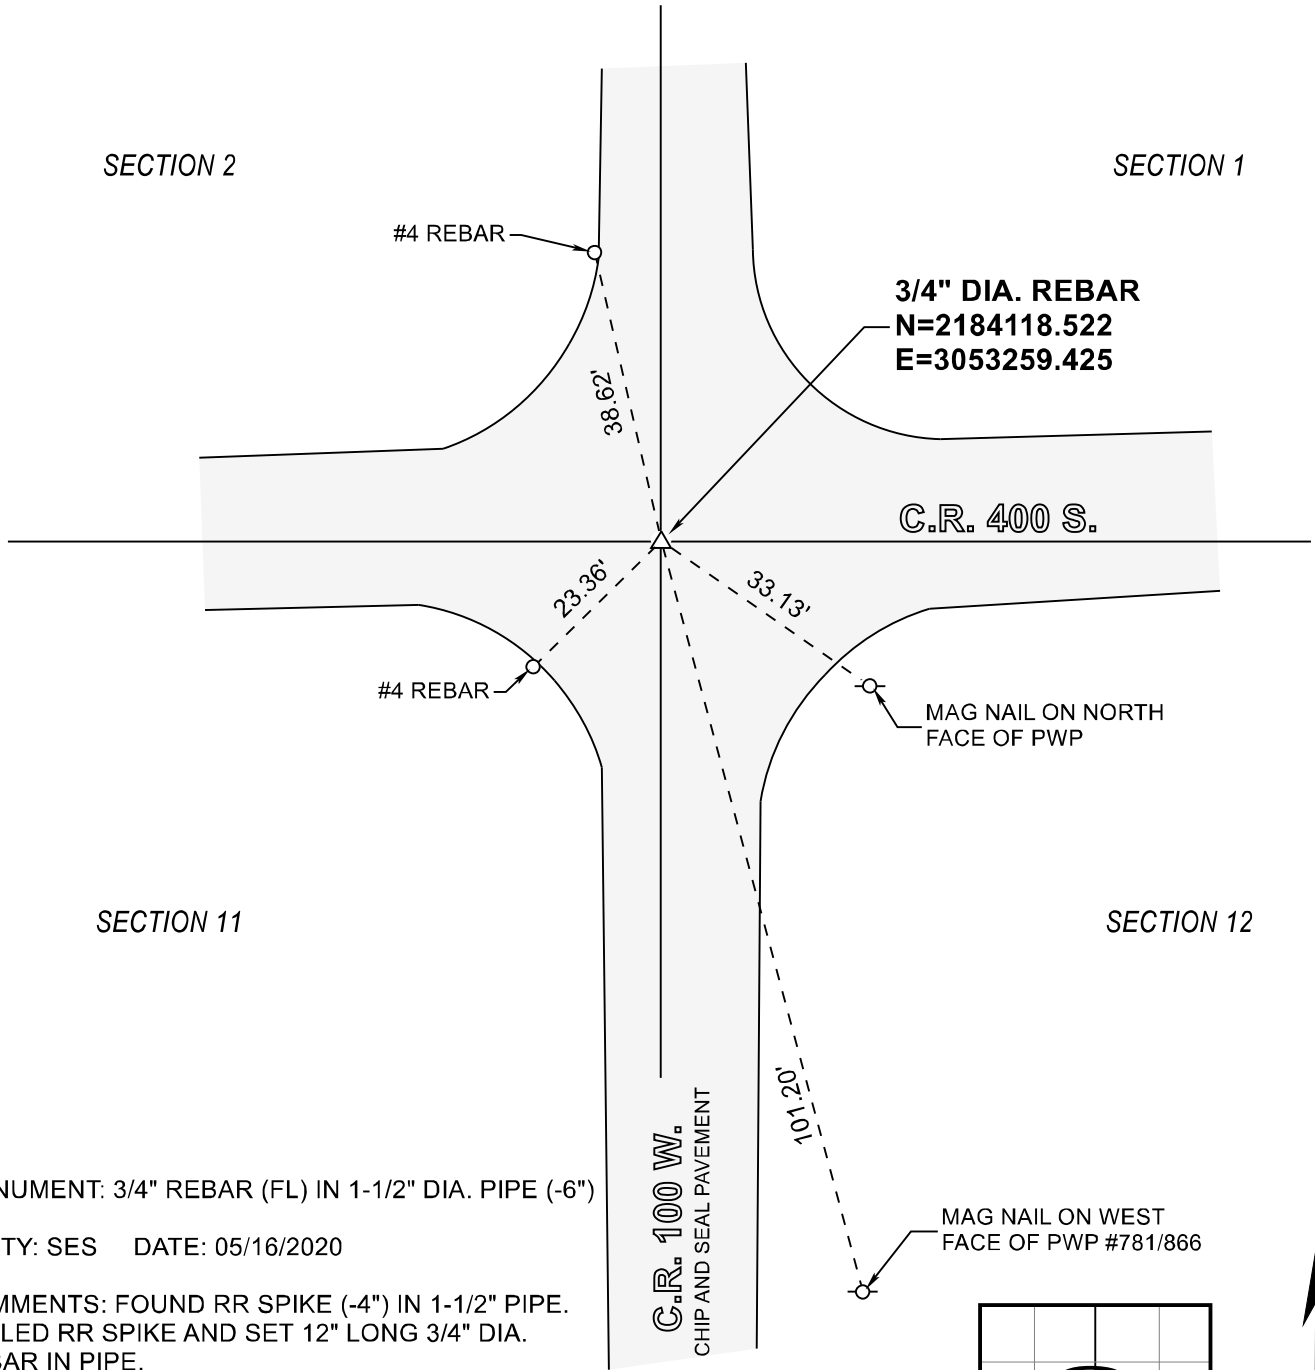 SECTION 2
SECTION 1
#4 REBAR
3/4" DIA. REBAR
N=2184118.522
E=3053259.425
38.62'
C.R. 400 S.
23.36'
33.13'
#4 REBAR
MAG NAIL ON NORTH
FACE OF PWP
SECTION 11
SECTION 12
101.20'
C.R. 100 W.
CHIP AND SEAL PAVEMENT
NUMENT: 3/4" REBAR (FL) IN 1-1/2" DIA. PIPE (-6")
TY: SES DATE: 05/16/2020
MMENTS: FOUND RR SPIKE (-4") IN 1-1/2" PIPE.
LED RR SPIKE AND SET 12" LONG 3/4" DIA.
BAR IN PIPE.
MAG NAIL ON WEST
FACE OF PWP #781/866